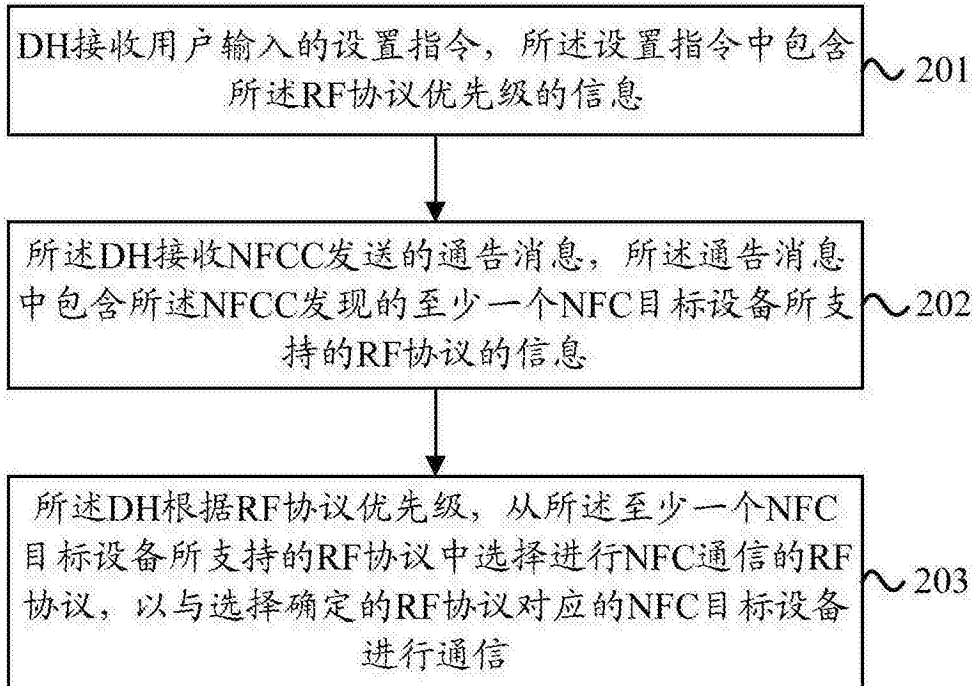 DH接收用户输入的设置指令，所述设置指令中包含
所述RF协议优先级的信息
201
所述DH接收NFCC发送的通告消息，所述通告消息
中包含所述NFCC发现的至少一个NFC目标设备所支
持的RF协议的信息
202
所述DH根据RF协议优先级，从所述至少一个NFC
目标设备所支持的RF协议中选择进行NFC通信的RF
协议，以与选择确定的RF协议对应的NFC目标设备
进行通信
203